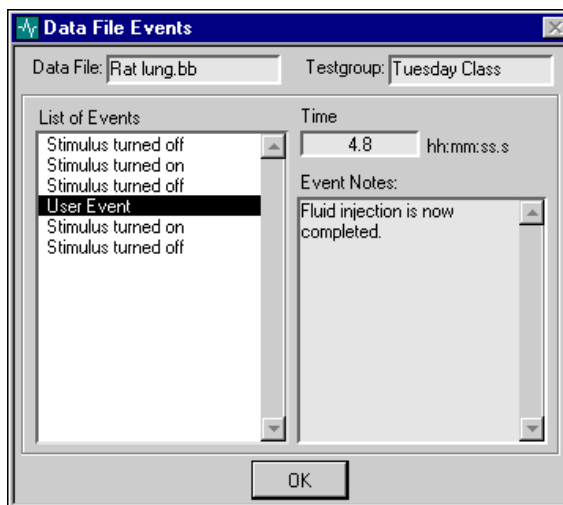 Data File Events
Data File: Rat lung.bb Testgroup: Tuesday Class
List of Events
Stimulus turned off
Stimulus turned on
Stimulus turned off
User Event
Stimulus turned on
Stimulus turned off
Time
4.8 hh:mm:ss.s
Event Notes:
Fluid injection is now
completed.
OK